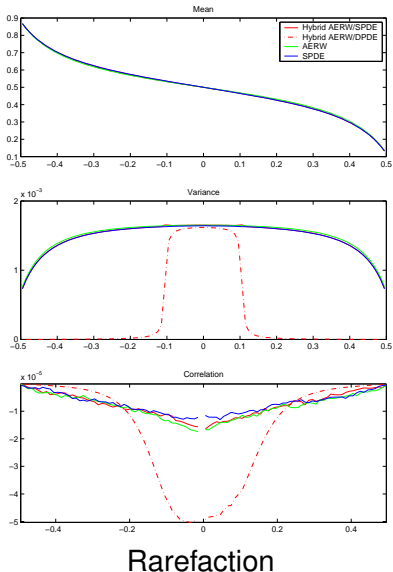 Mean
0.9
0.8
0.7
0.6
0.5
0.4
0.3
0.2
0.1
Hybrid AERW/SPDE
Hybrid AERW/DPDE
AERW
SPDE
−0.5 −0.4 −0.3 −0.2 −0.1 0 0.1 0.2 0.3 0.4 0.5
x 10⁻³ Variance
2
1
0
−0.5 −0.4 −0.3 −0.2 −0.1 0 0.1 0.2 0.3 0.4 0.5
x 10⁻⁵ Correlation
−1
−2
−3
−4
−5
−0.4 −0.2 0 0.2 0.4
Rarefaction